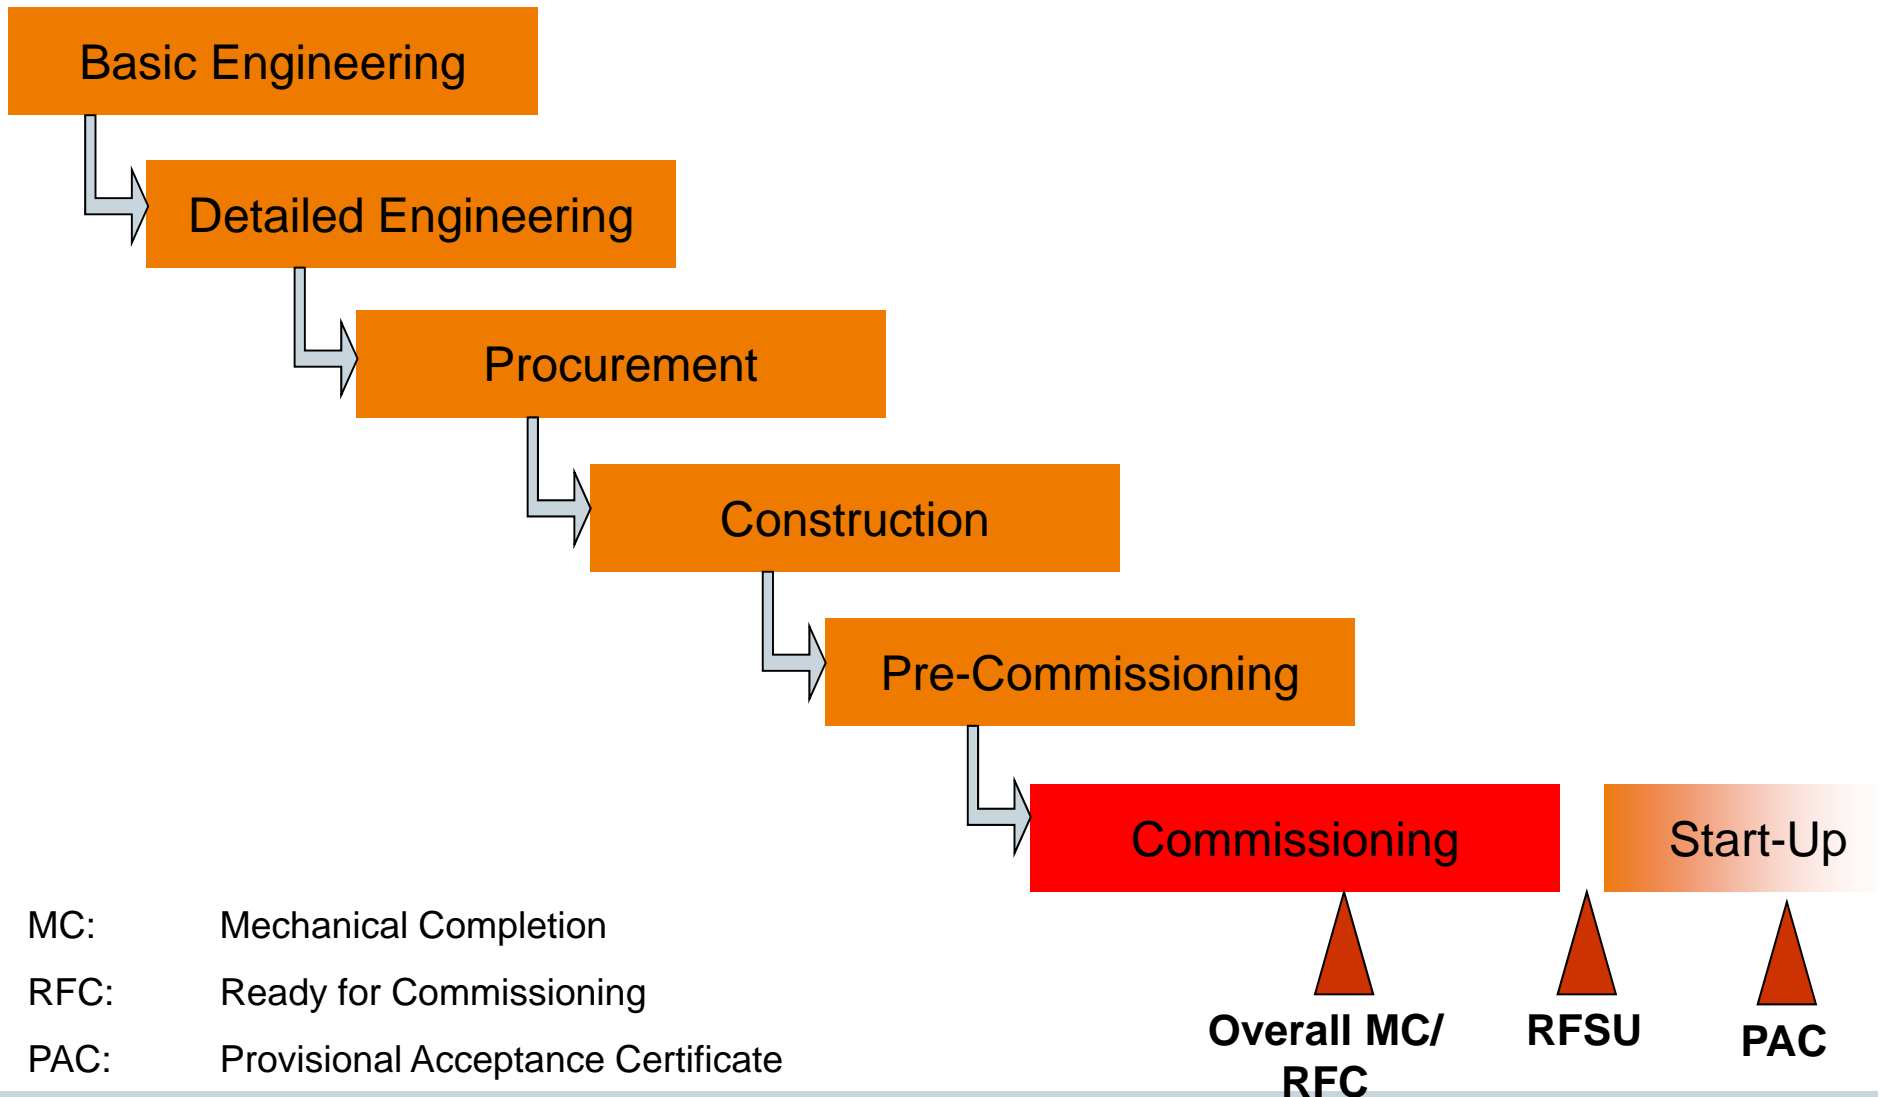 Basic Engineering
Detailed Engineering
Procurement
Construction
Pre-Commissioning
Commissioning
Start-Up
MC: Mechanical Completion
RFC: Ready for Commissioning
PAC: Provisional Acceptance Certificate
Overall MC/
RFC
RFSU
PAC